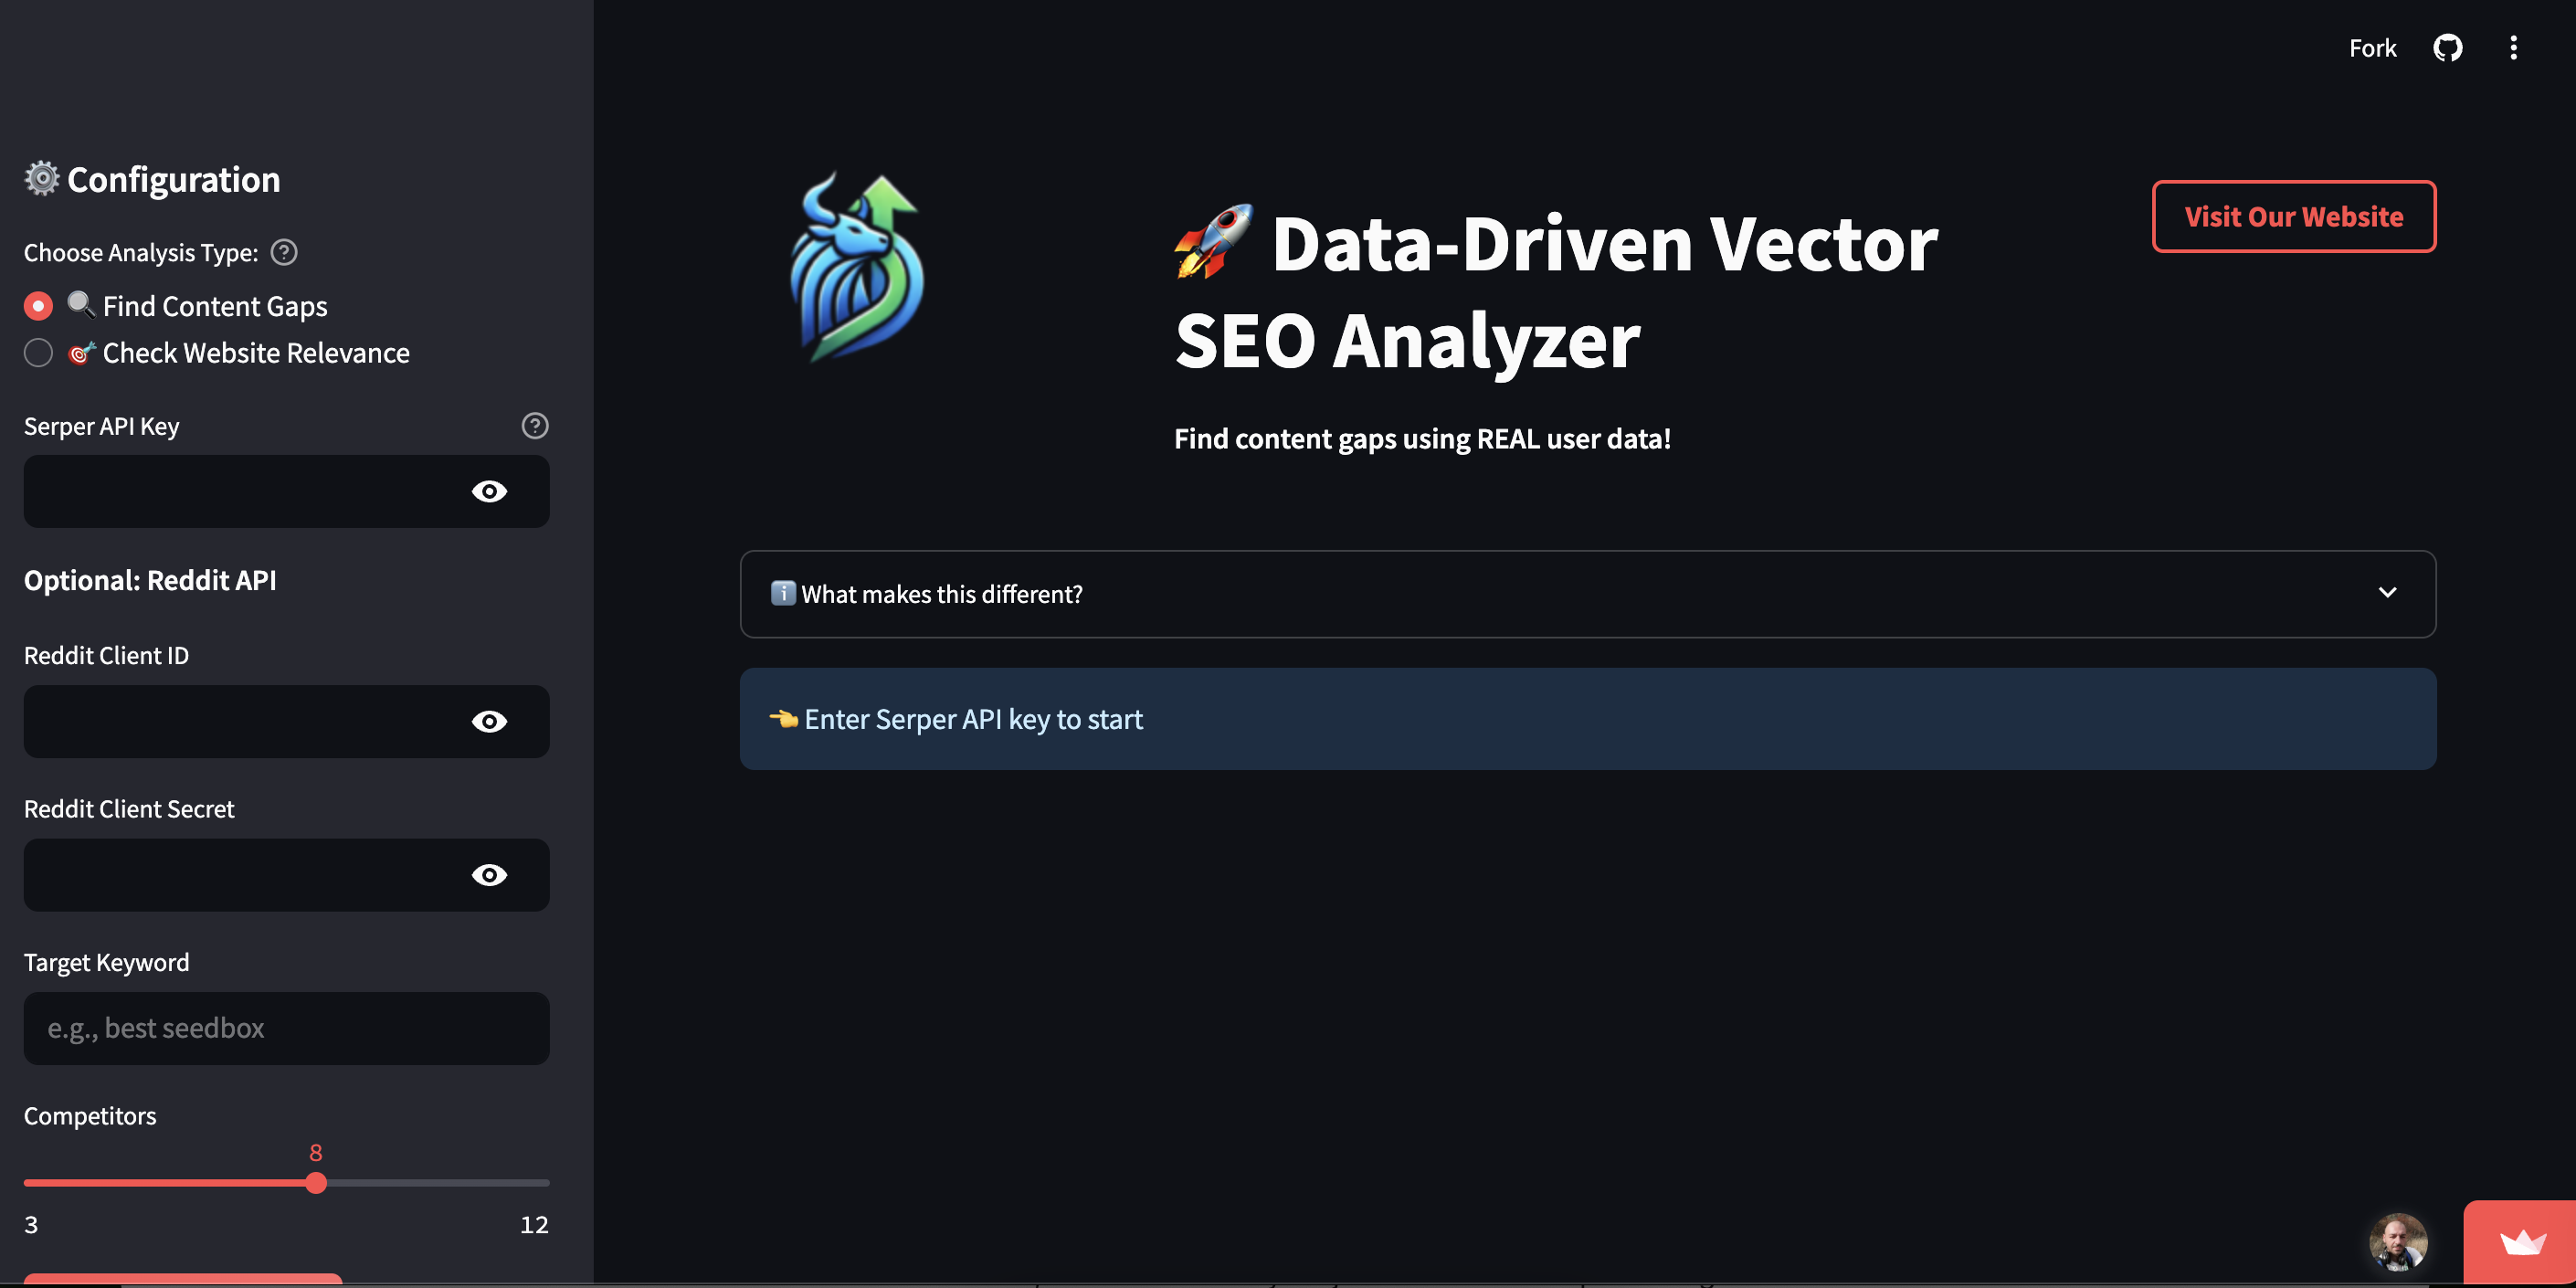 Fork
⚙️ Configuration
Choose Analysis Type:
🔍 Find Content Gaps
🎯 Check Website Relevance
Serper API Key
Optional: Reddit API
Reddit Client ID
Reddit Client Secret
Target Keyword
e.g., best seedbox
Competitors
8
3
12
🚀 Data-Driven Vector
SEO Analyzer
Find content gaps using REAL user data!
Visit Our Website
ℹ️ What makes this different?
👈 Enter Serper API key to start